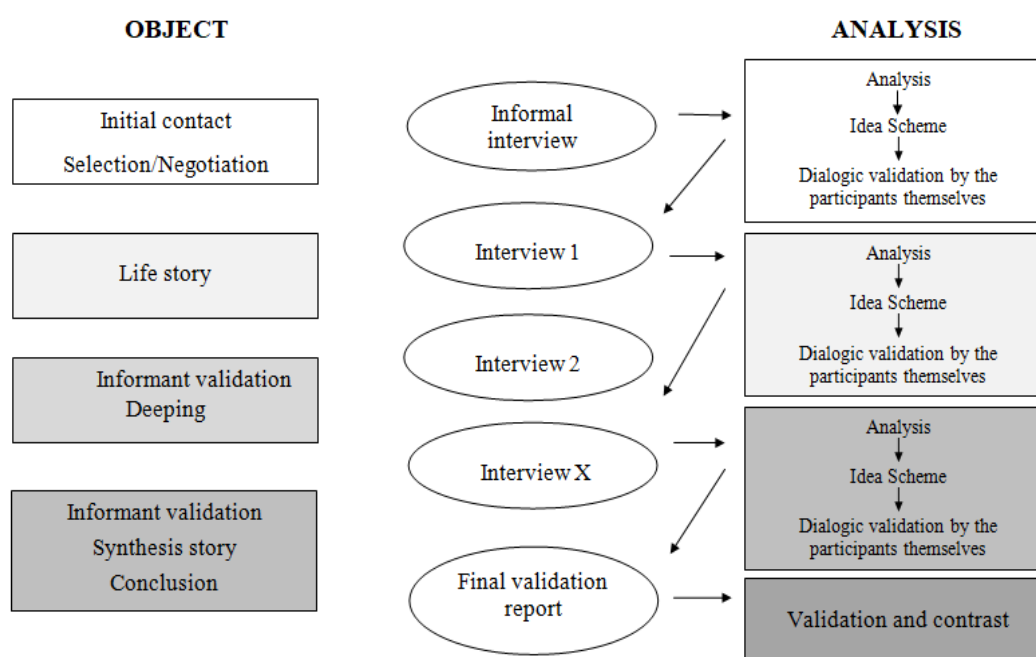 OBJECT
ANALYSIS
Initial contact
Selection/Negotiation
Life story
Informant validation
Deeping
Informant validation
Synthesis story
Conclusion
Informal
interview
Interview 1
Interview 2
Interview X
Final validation
report
Analysis
Idea Scheme
Dialogic validation by the
participants themselves
Analysis
Idea Scheme
Dialogic validation by the
participants themselves
Analysis
Idea Scheme
Dialogic validation by the
participants themselves
Validation and contrast